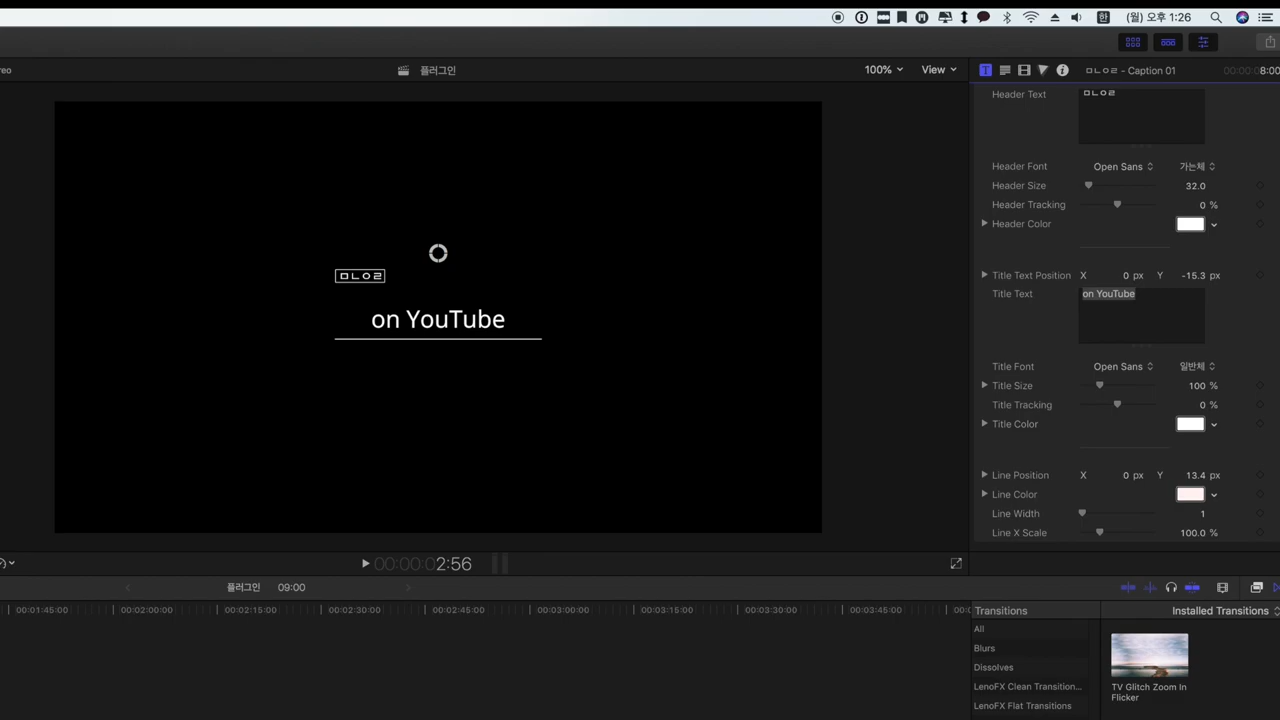 (월) 오후 1:26
한
reo
플러그인
100%
View
T
ㅁㄴㅇㄹ - Caption 01
00:00:08:00
Header Text
ㅁㄴㅇㄹ
Header Font
Open Sans
가는체
Header Size
32.0
Header Tracking
0 %
Header Color
Title Text Position
X
0 px
Y
-15.3 px
Title Text
on YouTube
Title Font
Open Sans
일반체
Title Size
100 %
Title Tracking
0 %
Title Color
Line Position
X
0 px
Y
13.4 px
Line Color
Line Width
1
Line X Scale
100.0 %
ㅁㄴㅇㄹ
on YouTube
00:00:02:56
플러그인
09:00
00:01:45:00
00:02:00:00
00:02:15:00
00:02:30:00
00:02:45:00
00:03:00:00
00:03:15:00
00:03:30:00
00:03:45:00
Transitions
Installed Transitions
All
Blurs
Dissolves
LenoFX Clean Transition...
LenoFX Flat Transitions
TV Glitch Zoom In
Flicker